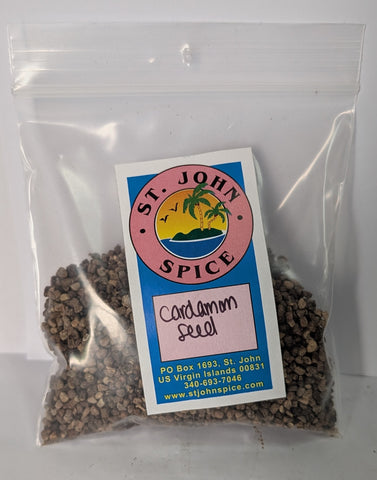 ST. JOHN
SPICE
Cardamom
seed
PO Box 1693, St. John
US Virgin Islands 00831
340-693-7046
www.stjohnspice.com